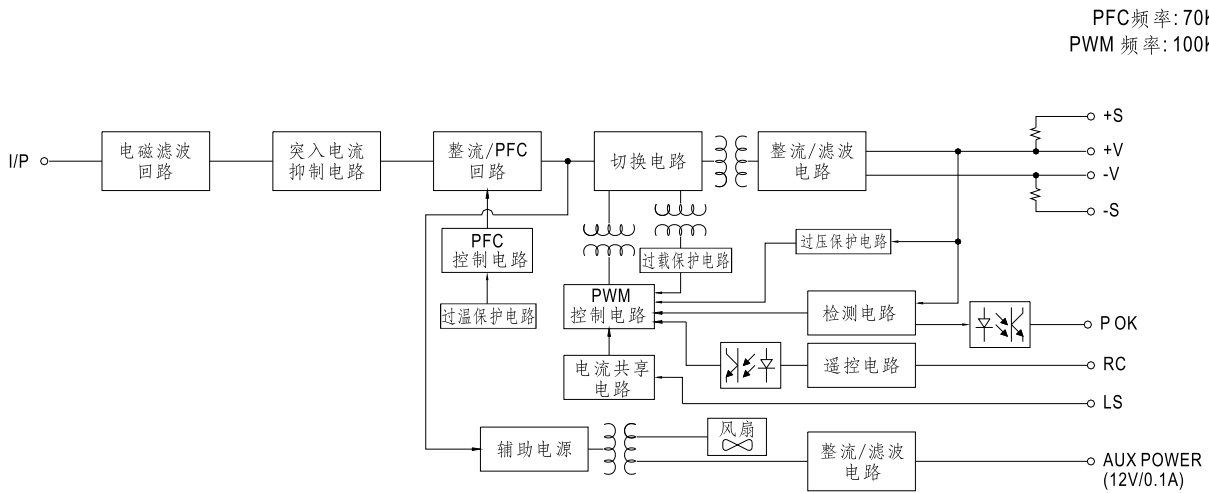 PFC频率: 70
PWM 频率: 100
I/P
电磁滤波
回路
突入电流
抑制电路
整流/PFC
回路
切换电路
整流/滤波
电路
+S
+V
-V
-S
PFC
控制电路
过载保护电路
过压保护电路
过温保护电路
PWM
控制电路
检测电路
P OK
电流共享
电路
遥控电路
RC
LS
辅助电源
风扇
整流/滤波
电路
AUX POWER
(12V/0.1A)